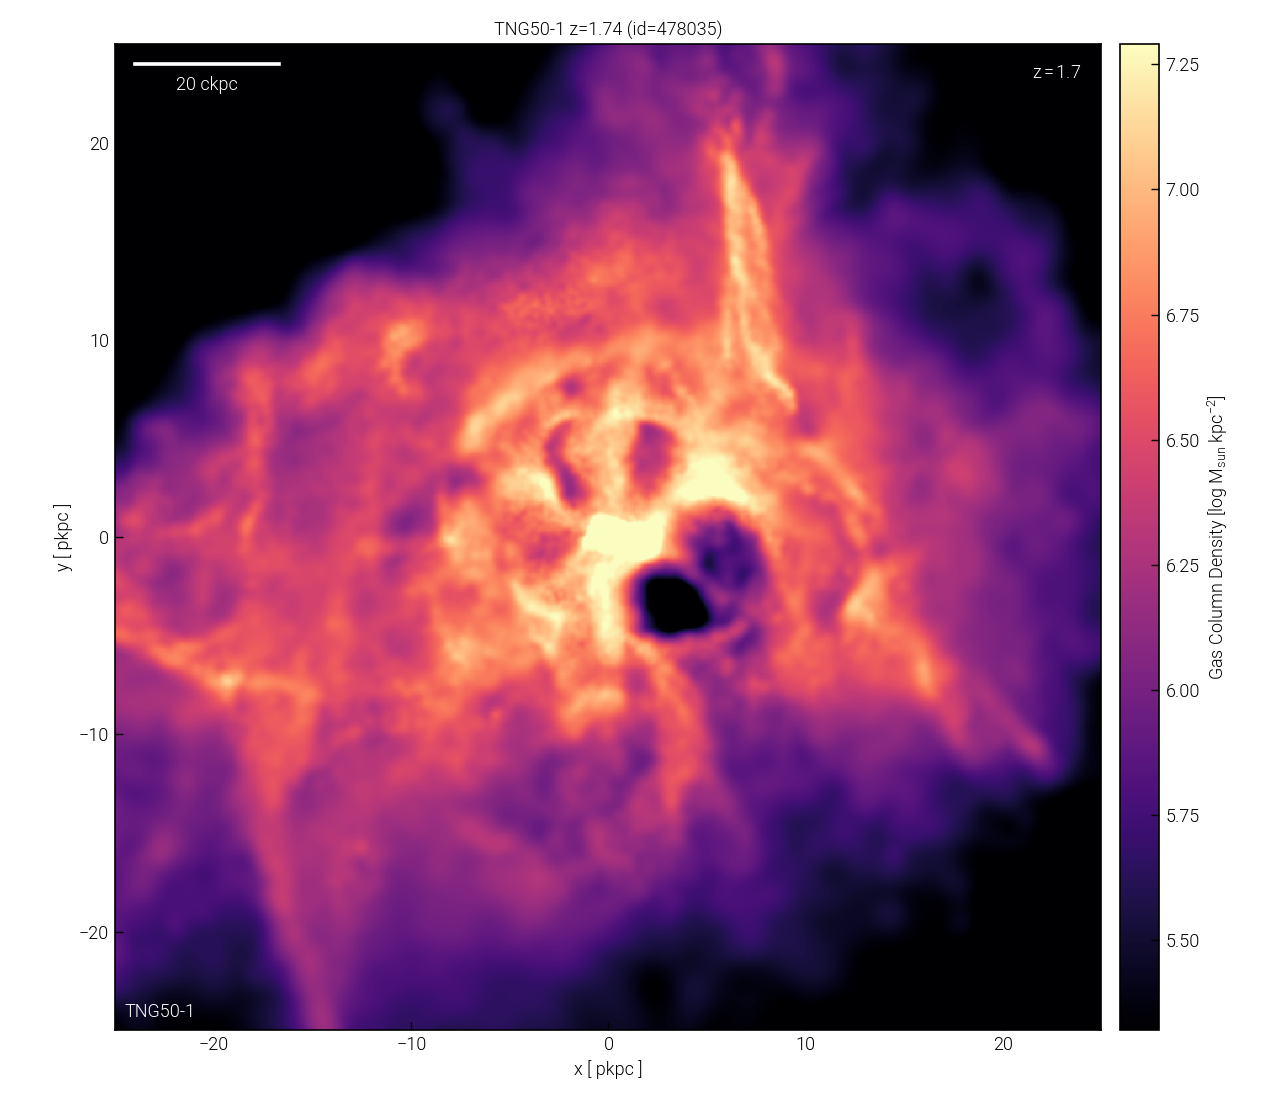 TNG50-1 z=1.74 (id=478035)
20 ckpc
z = 1.7
20
10
0
−10
−20
y [ pkpc ]
TNG50-1
−20
−10
0
10
20
x [ pkpc ]
7.25
7.00
6.75
6.50
6.25
6.00
5.75
5.50
Gas Column Density [log M_sun kpc^−2]